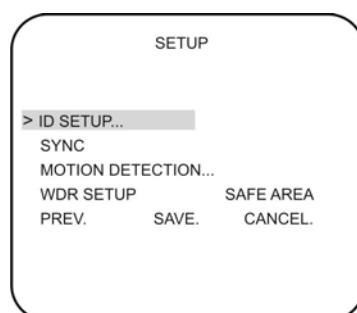 SETUP
> ID SETUP...
SYNC
MOTION DETECTION...
WDR SETUP SAFE AREA
PREV. SAVE. CANCEL.